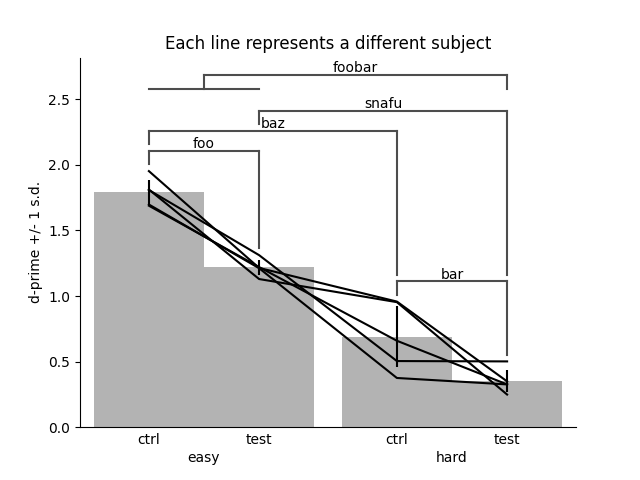 Each line represents a different subject
foobar
snafu
baz
foo
bar
d-prime +/- 1 s.d.
2.5
2.0
1.5
1.0
0.5
0.0
ctrl test ctrl test
easy hard